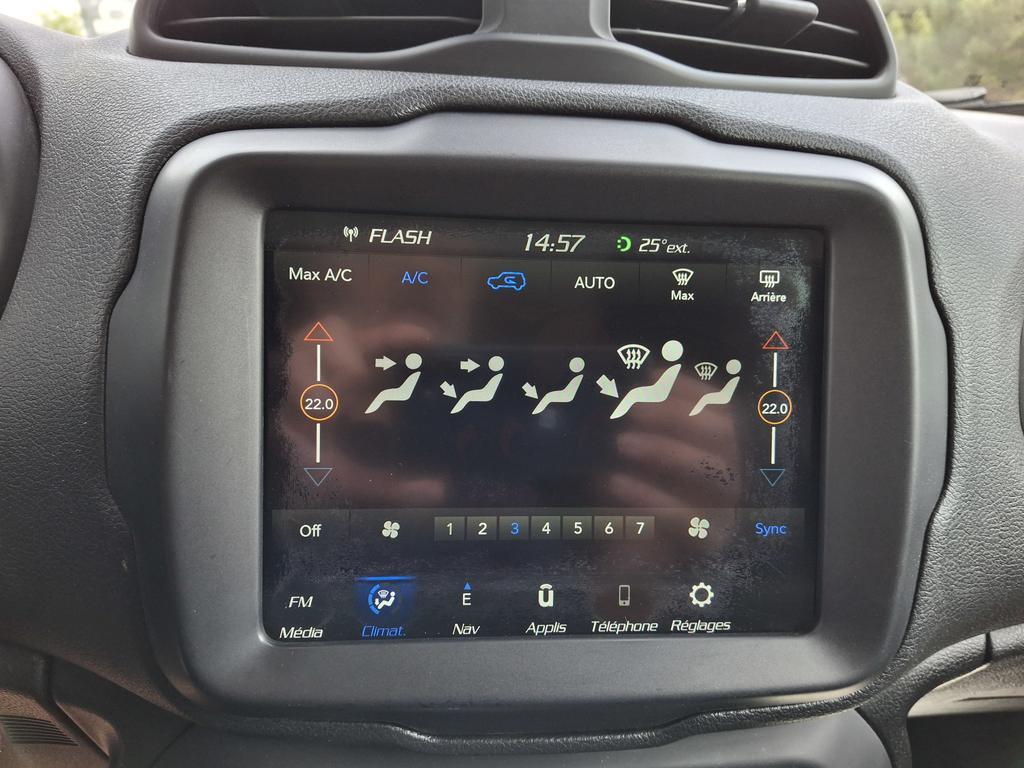 FLASH 14:57 25° ext.
Max A/C A/C AUTO Max Arrière
22.0 22.0
Off 1 2 3 4 5 6 7 Sync
FM E
Média Climat. Nav Applis Téléphone Réglages